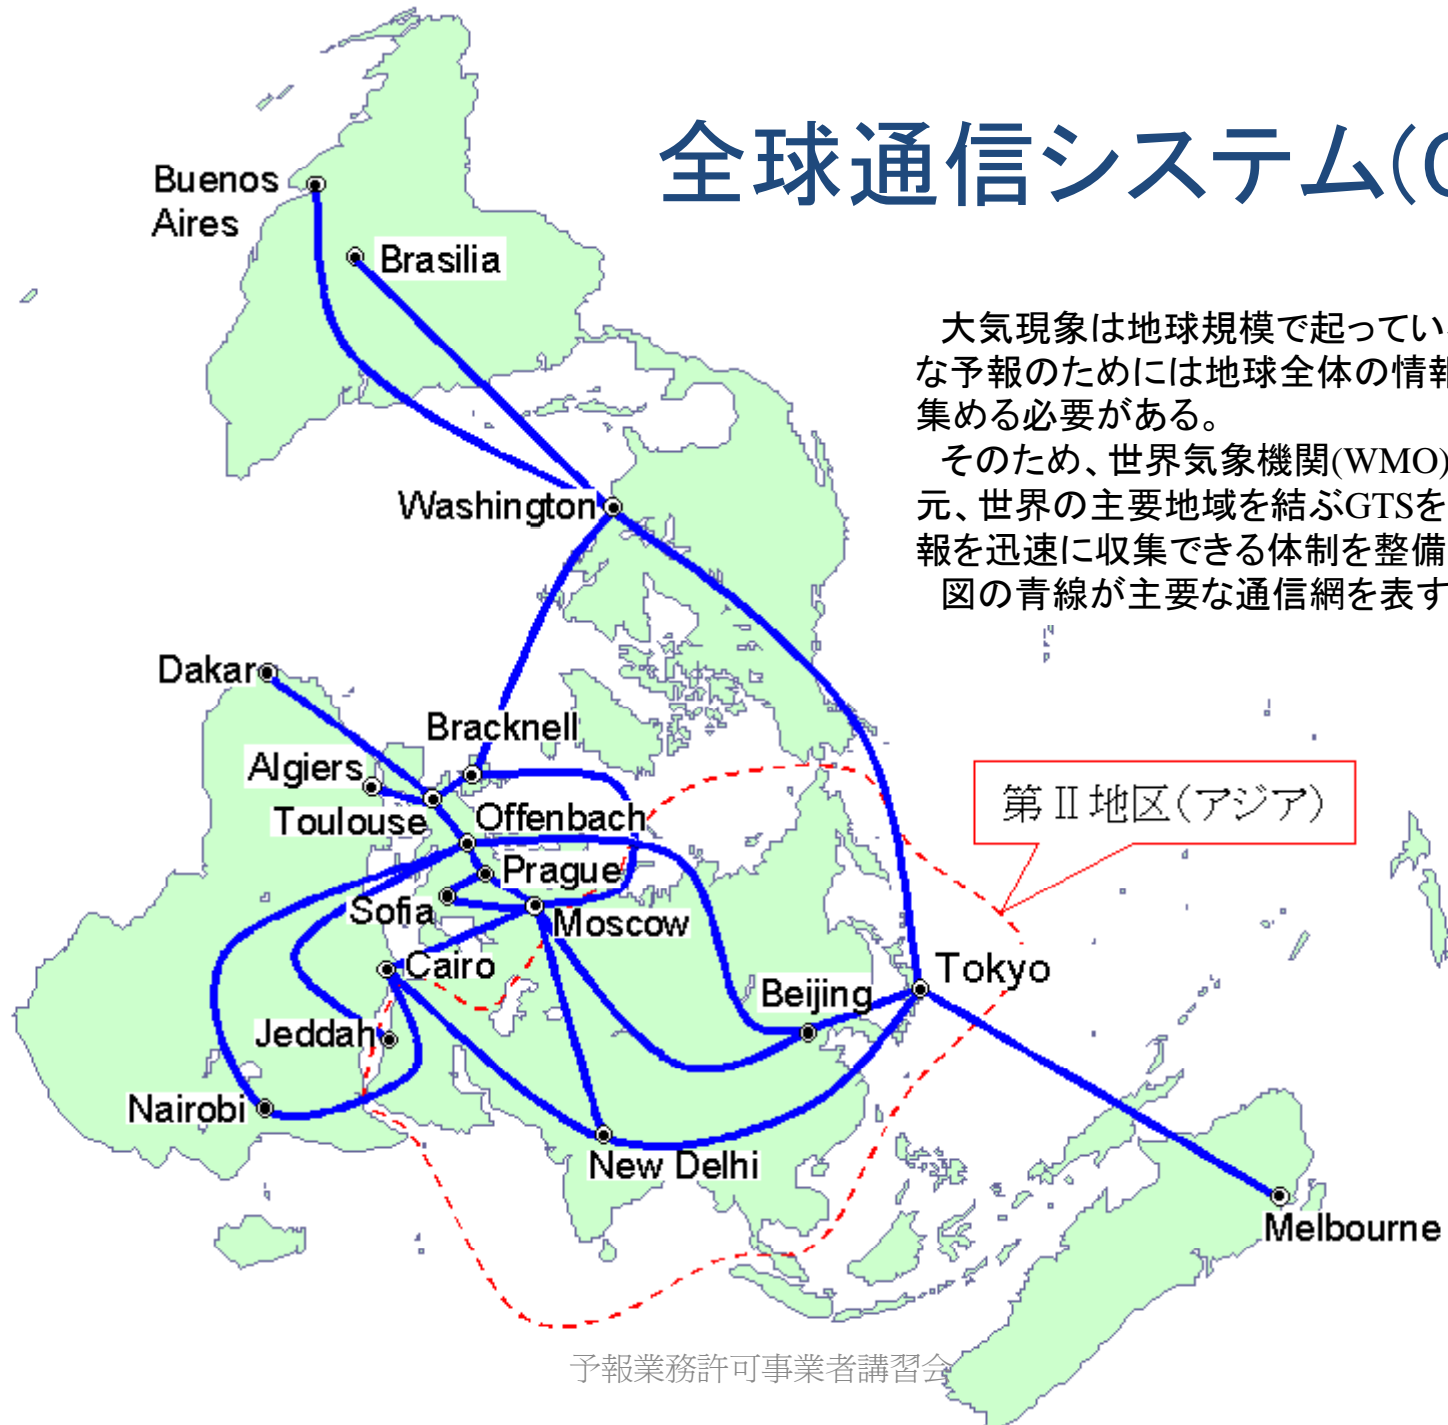 全球通信システム(
大気現象は地球規模で起ってい
な予報のためには地球全体の情報
集める必要がある。
そのため、世界気象機関(WMO)
元、世界の主要地域を結ぶGTSを
報を迅速に収集できる体制を整備
図の青線が主要な通信網を表す
Buenos
Aires
Brasilia
Washington
Dakar
Bracknell
Algiers
Toulouse
Offenbach
Prague
Sofia
Moscow
第Ⅱ地区(アジア)
Cairo
Tokyo
Beijing
Jeddah
Nairobi
New Delhi
Melbourne
予報業務許可事業者講習会